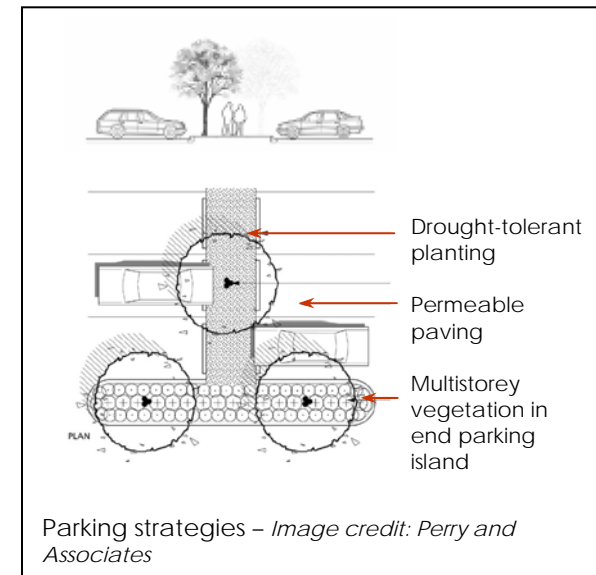 Drought-tolerant
planting
Permeable
paving
Multistorey
vegetation in
end parking
island
PLAN
Parking strategies – Image credit: Perry and
Associates